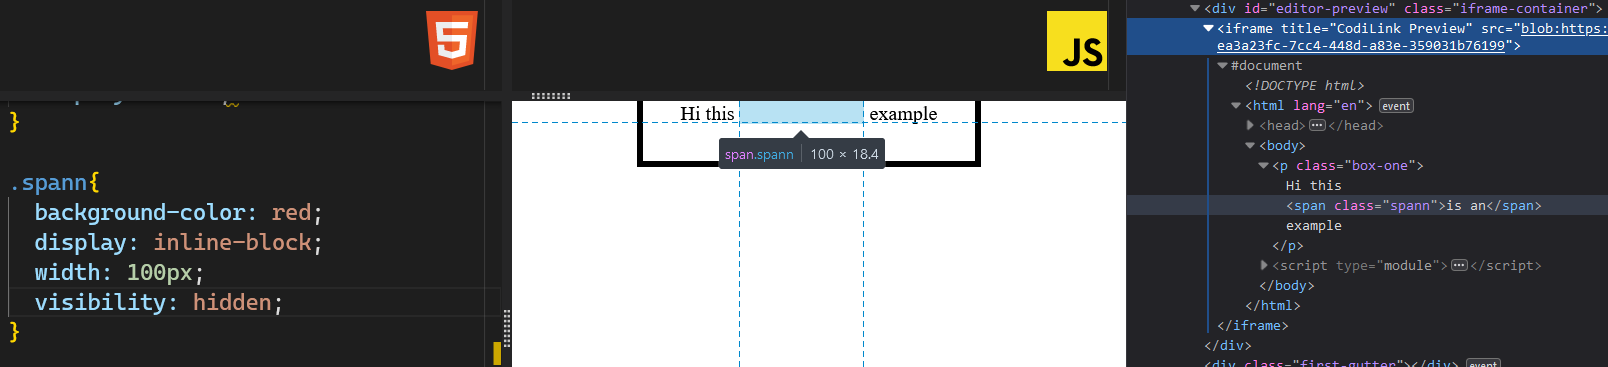 5
JS
}
.spann{
background-color: red;
display: inline-block;
width: 100px;
visibility: hidden;
}
Hi this example
span.spann 100 × 18.4
<div id="editor-preview" class="iframe-container">
<iframe title="CodiLink Preview" src="blob:https:
ea3a23fc-7cc4-448d-a83e-359031b76199">
#document
<!DOCTYPE html>
<html lang="en"> event
<head> ••• </head>
<body>
<p class="box-one">
Hi this
<span class="spann">is an</span>
example
</p>
<script type="module"> ••• </script>
</body>
</html>
</iframe>
</div>
<div class="first-gutter"></div> event